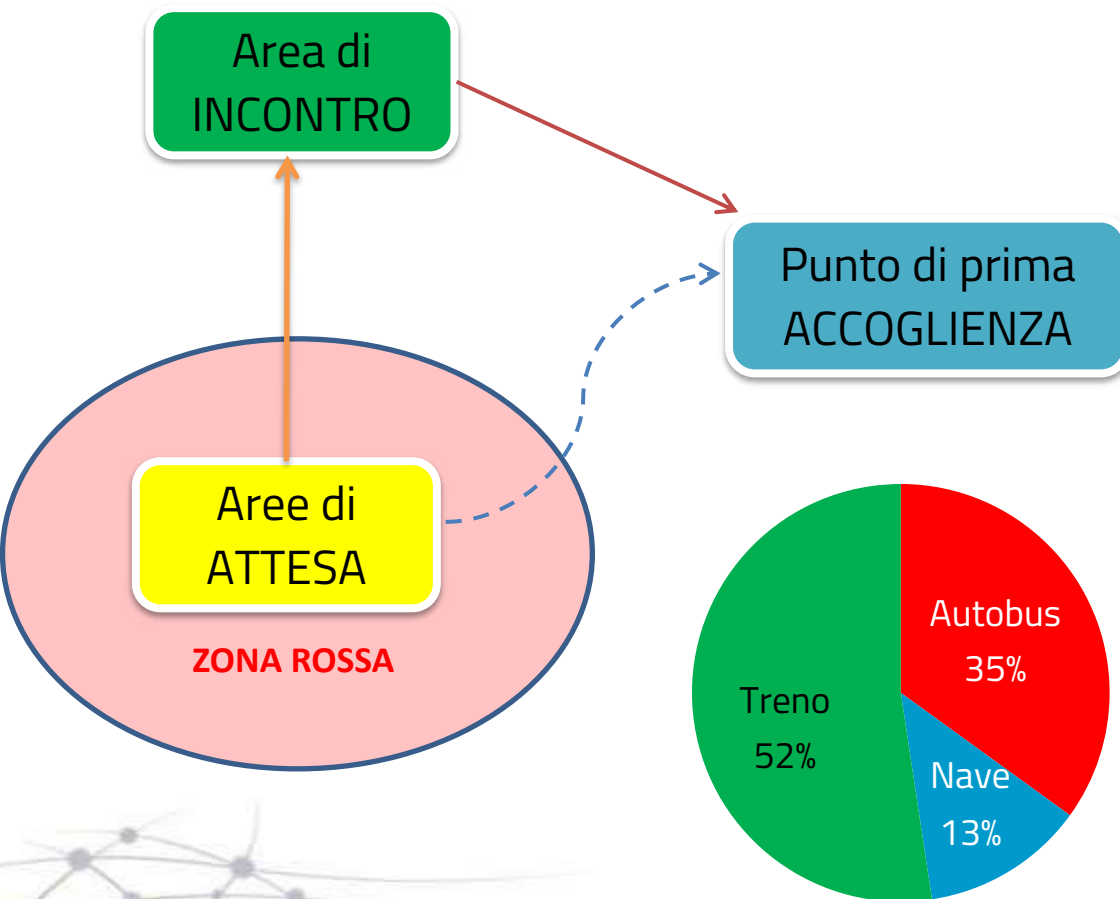 Area di
INCONTRO
Punto di prima
ACCOGLIENZA
Aree di
ATTESA
ZONA ROSSA
Autobus
35%
Treno
52%
Nave
13%